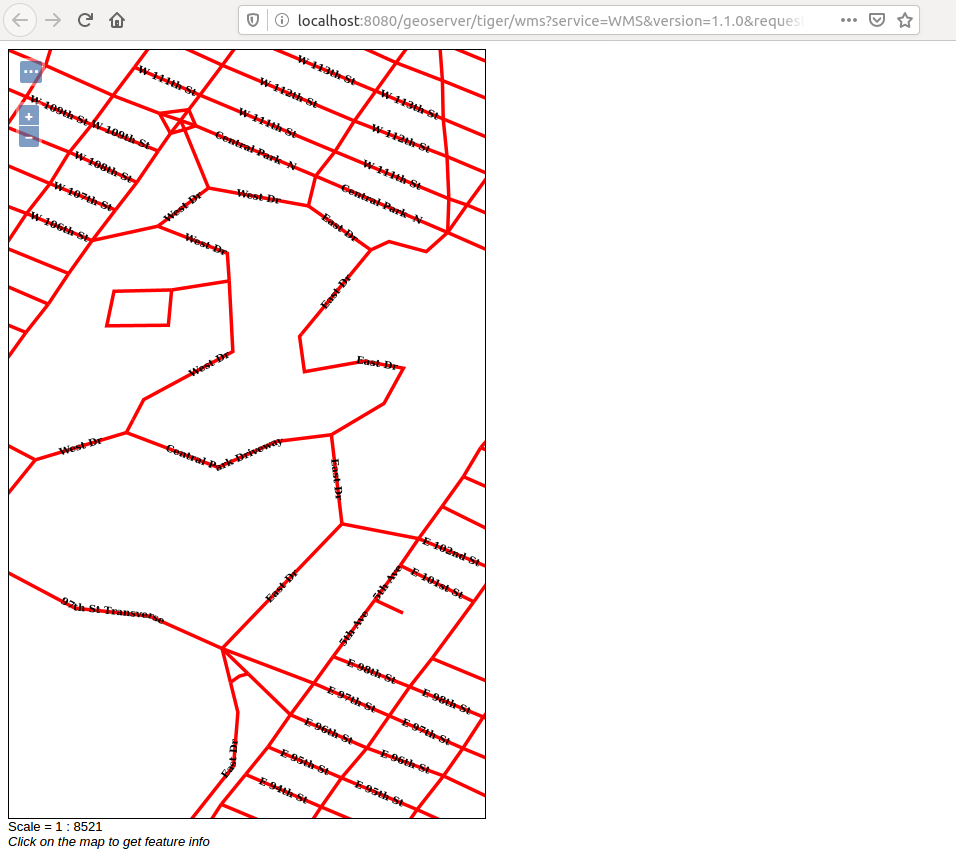 localhost:8080/geoserver/tiger/wms?service=WMS&version=1.1.0&reques
W 113th St
W 111th St
W 112th St
W 113th St
W 109th St
W 109th St
W 111th St
W 112th St
Central Park N
W 108th St
W 111th St
W 107th St
West Dr
West Dr
Central Park N
W 106th St
East Dr
West Dr
East Dr
West Dr
East Dr
West Dr
Central Park Driveway
East Dr
E 102nd St
East Dr
5th Ave
E 101st St
97th St Transverse
5th Ave
E 98th St
E 97th St
E 98th St
E 96th St
E 97th St
East Dr
E 95th St
E 96th St
E 94th St
E 95th St
Scale = 1 : 8521
Click on the map to get feature info